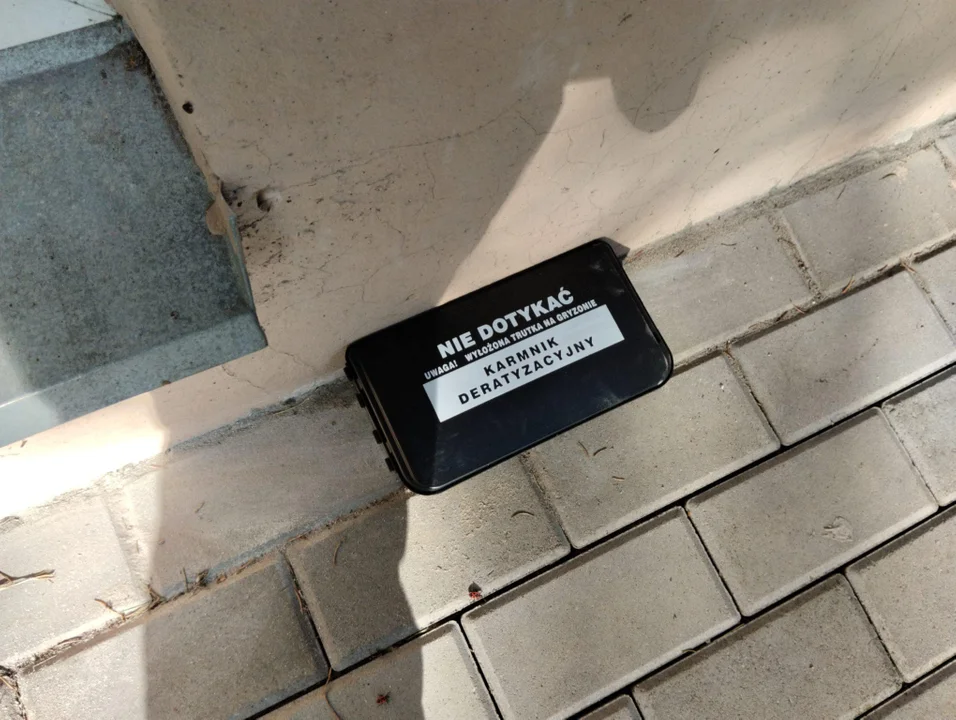 NIE DOTYKAĆ
UWAGA! WYŁOŻONA TRUTKA NA GRYZONIE
KARMNIK
DERATYZACYJNY